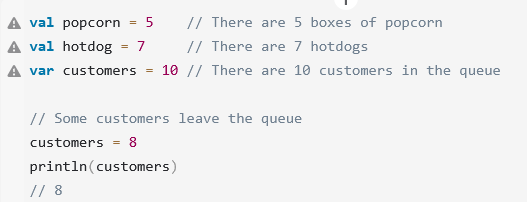 val popcorn = 5    // There are 5 boxes of popcorn
val hotdog = 7     // There are 7 hotdogs
var customers = 10 // There are 10 customers in the queue
// Some customers leave the queue
customers = 8
println(customers)
// 8